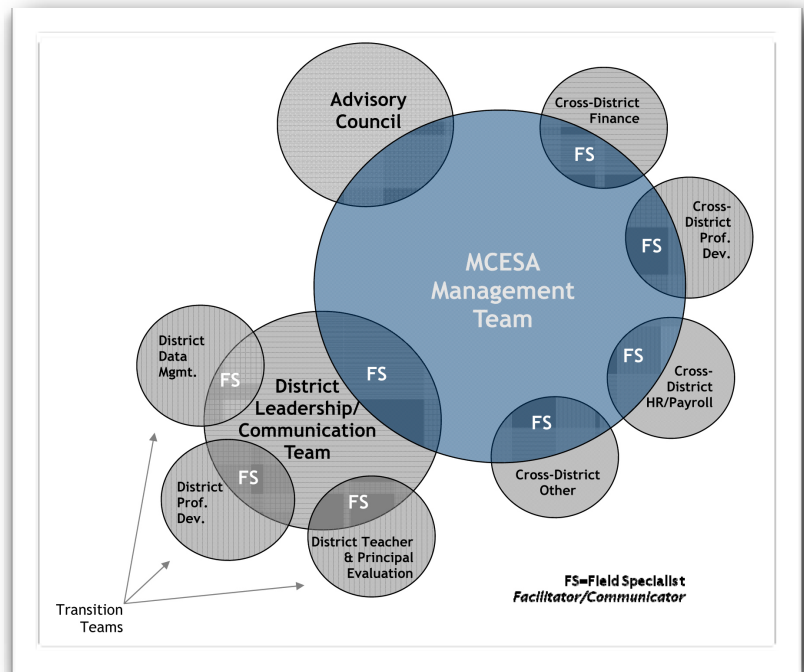 Advisory
Council
Cross-District
Finance
FS
Cross-
District
Prof.
Dev.
FS
MCESA
Management
Team
FS
Cross-
District
HR/Payroll
FS
Cross-District
Other
FS
District
Leadership/
Communication
Team
District
Data
Mgmt.
FS
District
Prof.
Dev.
FS
FS
District Teacher
& Principal
Evaluation
Transition
Teams
FS=Field Specialist
Facilitator/Communicator